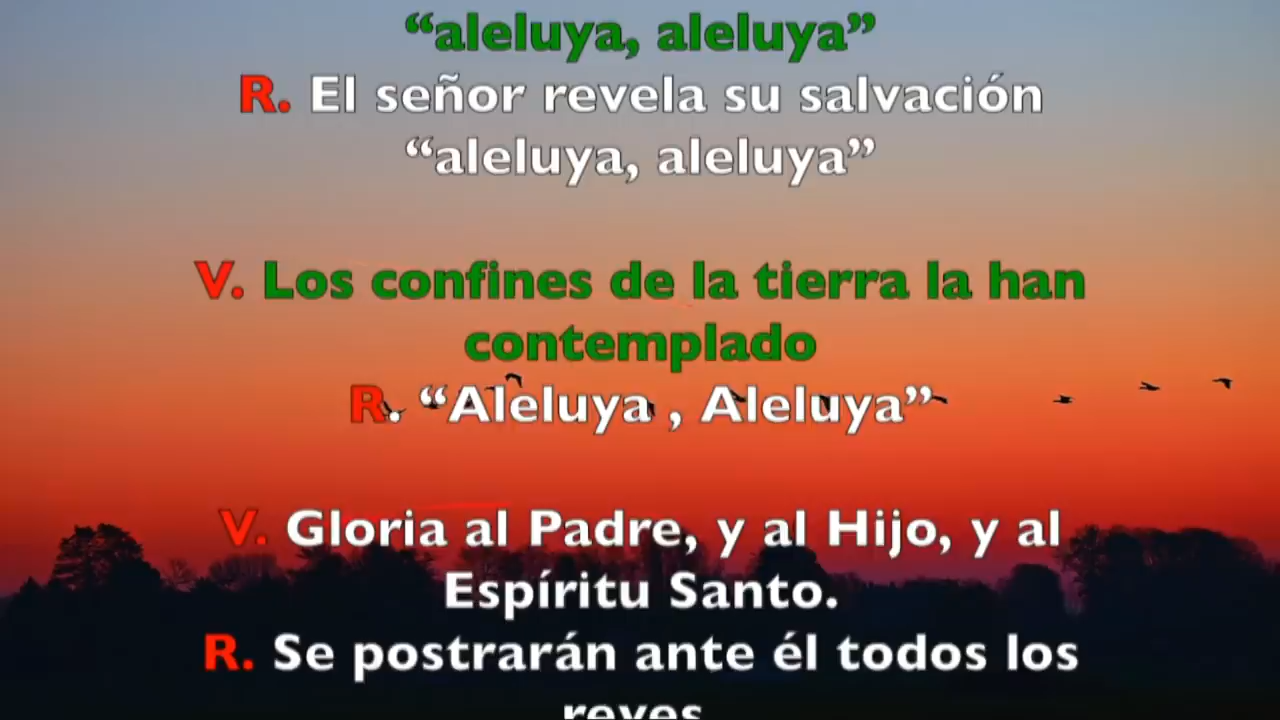 “aleluya, aleluya”
R. El señor revela su salvación
“aleluya, aleluya”
V. Los confines de la tierra la han
contemplado
R. “Aleluya , Aleluya”
V. Gloria al Padre, y al Hijo, y al
Espíritu Santo.
R. Se postrarán ante él todos los
reyes